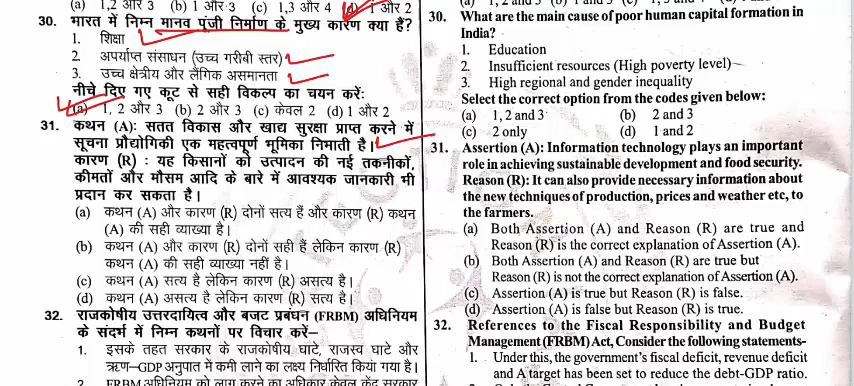 (a) 1,2 और 3 (b) 1 और 3 (c) 1,3 और 4 (d) 1 और 2
30. भारत में निम्न मानव पूंजी निर्माण के मुख्य कारण क्या हैं?
1. शिक्षा
2. अपर्याप्त संसाधन (उच्च गरीबी स्तर)
3. उच्च क्षेत्रीय और लैंगिक असमानता
नीचे दिए गए कूट से सही विकल्प का चयन करें:
(a) 1, 2 और 3 (b) 2 और 3 (c) केवल 2 (d) 1 और 2
31. कथन (A): सतत विकास और खाद्य सुरक्षा प्राप्त करने में
सूचना प्रौद्योगिकी एक महत्वपूर्ण भूमिका निभाती है।
कारण (R) : यह किसानों को उत्पादन की नई तकनीकों,
कीमतों और मौसम आदि के बारे में आवश्यक जानकारी भी
प्रदान कर सकता है।
(a) कथन (A) और कारण (R) दोनों सत्य हैं और कारण (R) कथन
(A) की सही व्याख्या है।
(b) कथन (A) और कारण (R) दोनों सही हैं लेकिन कारण (R)
कथन (A) की सही व्याख्या नहीं है।
(c) कथन (A) सत्य है लेकिन कारण (R) असत्य है।
(d) कथन (A) असत्य है लेकिन कारण (R) सत्य है।
32. राजकोषीय उत्तरदायित्व और बजट प्रबंधन (FRBM) अधिनियम
के संदर्भ में निम्न कथनों पर विचार करें–
1. इसके तहत सरकार के राजकोषीय घाटे, राजस्व घाटे और
ऋण–GDP अनुपात में कमी लाने का लक्ष्य निर्धारित किया गया है।
2. FRBM अधिनियम को लागू करने का अधिकार केवल केंद्र सरकार
30. What are the main cause of poor human capital formation in
India?
1. Education
2. Insufficient resources (High poverty level)
3. High regional and gender inequality
Select the correct option from the codes given below:
(a) 1, 2 and 3 (b) 2 and 3
(c) 2 only (d) 1 and 2
31. Assertion (A): Information technology plays an important
role in achieving sustainable development and food security.
Reason (R): It can also provide necessary information about
the new techniques of production, prices and weather etc, to
the farmers.
(a) Both Assertion (A) and Reason (R) are true and
Reason (R) is the correct explanation of Assertion (A).
(b) Both Assertion (A) and Reason (R) are true but
Reason (R) is not the correct explanation of Assertion (A).
(c) Assertion (A) is true but Reason (R) is false.
(d) Assertion (A) is false but Reason (R) is true.
32. References to the Fiscal Responsibility and Budget
Management (FRBM) Act, Consider the following statements-
1. Under this, the government's fiscal deficit, revenue deficit
and A target has been set to reduce the debt-GDP ratio.